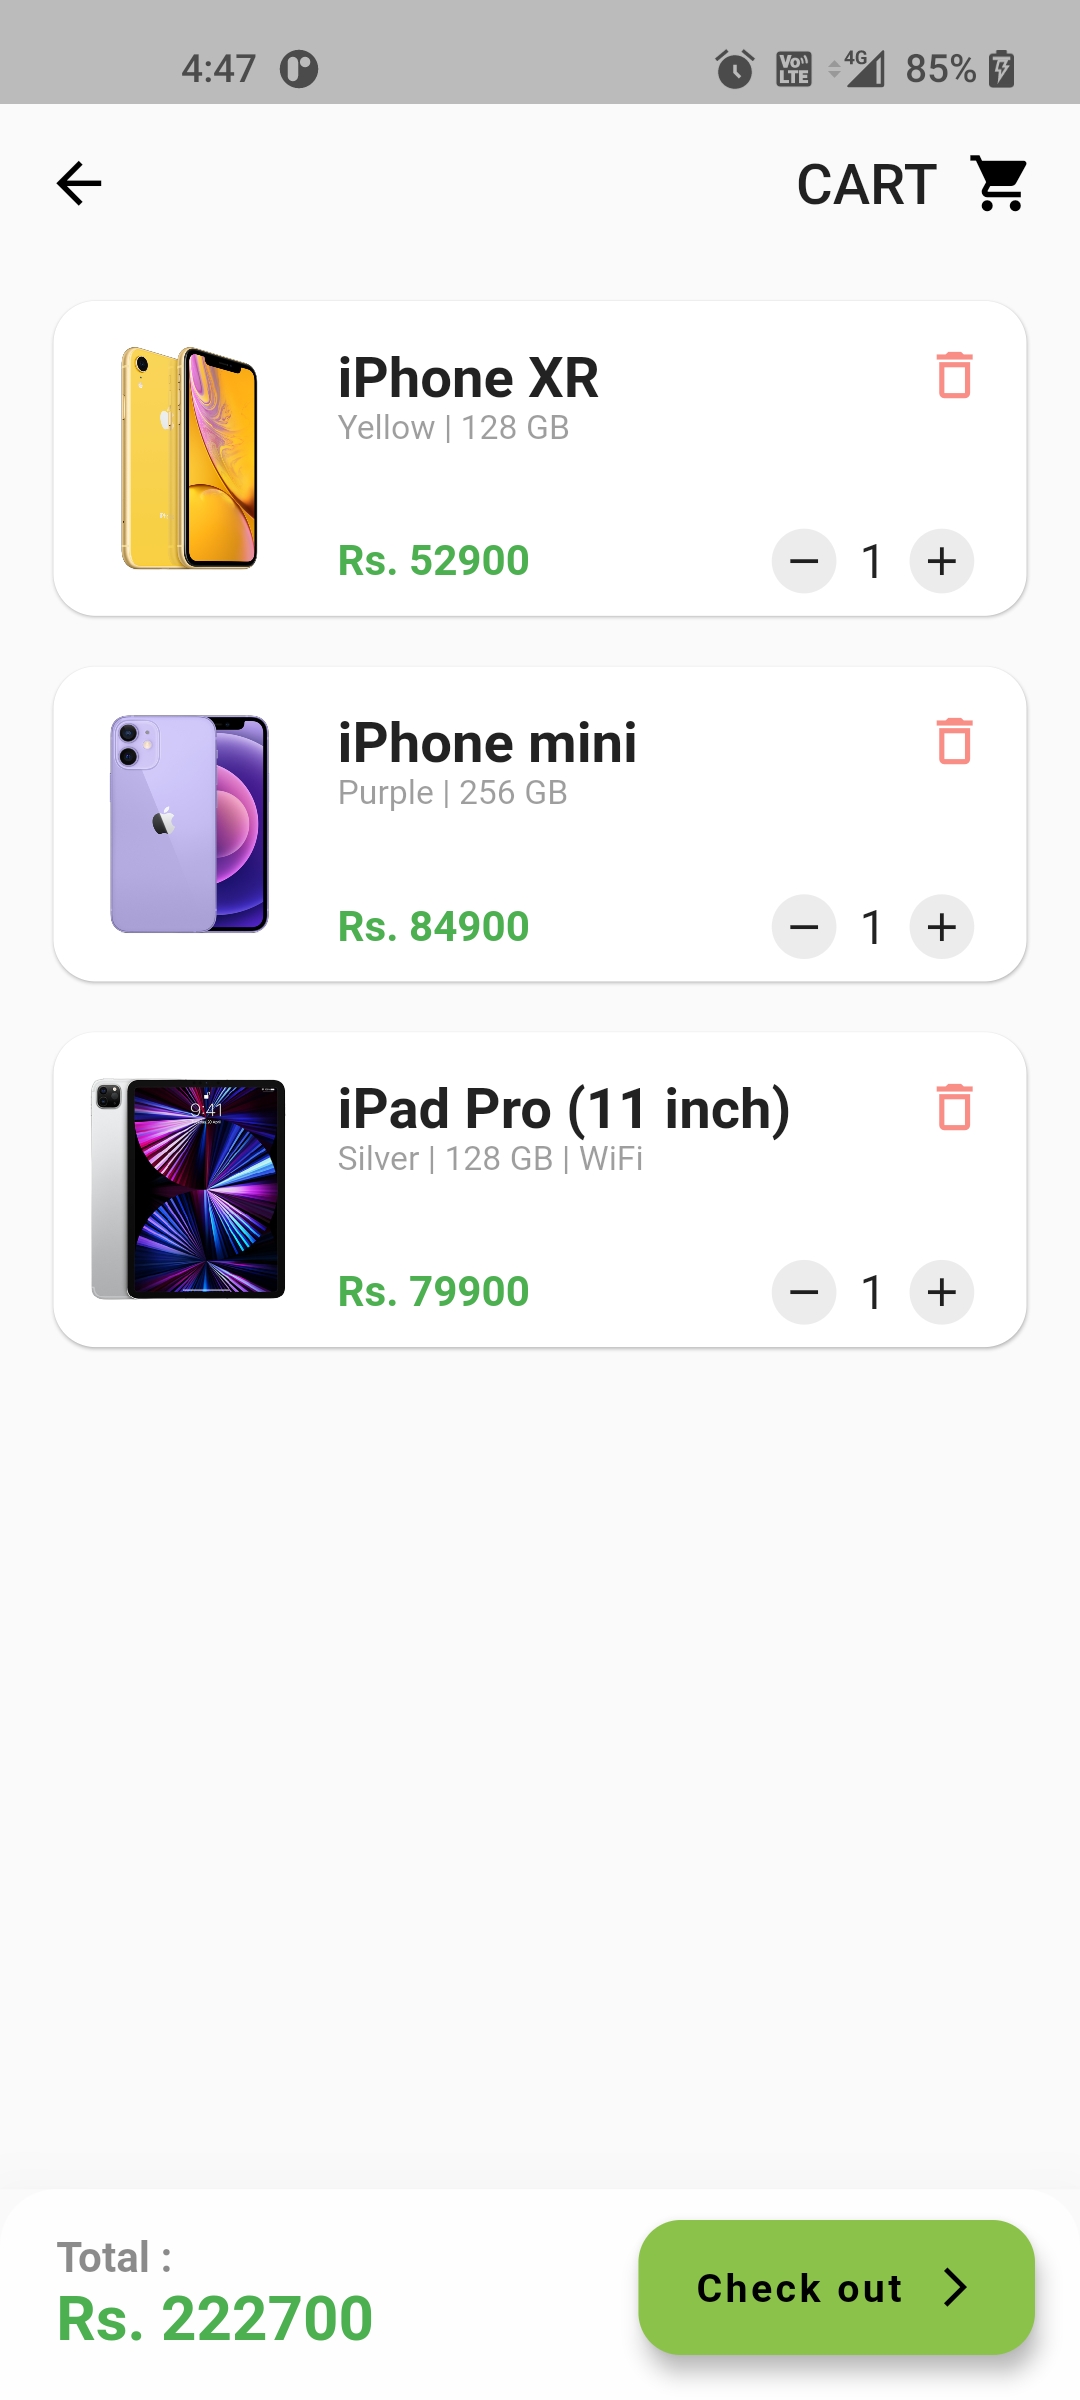 4:47
VoLTE 4G 85%
CART
iPhone XR
Yellow | 128 GB
Rs. 52900
1
iPhone mini
Purple | 256 GB
Rs. 84900
1
9:41
iPad Pro (11 inch)
Silver | 128 GB | WiFi
Rs. 79900
1
Total :
Rs. 222700
Check out